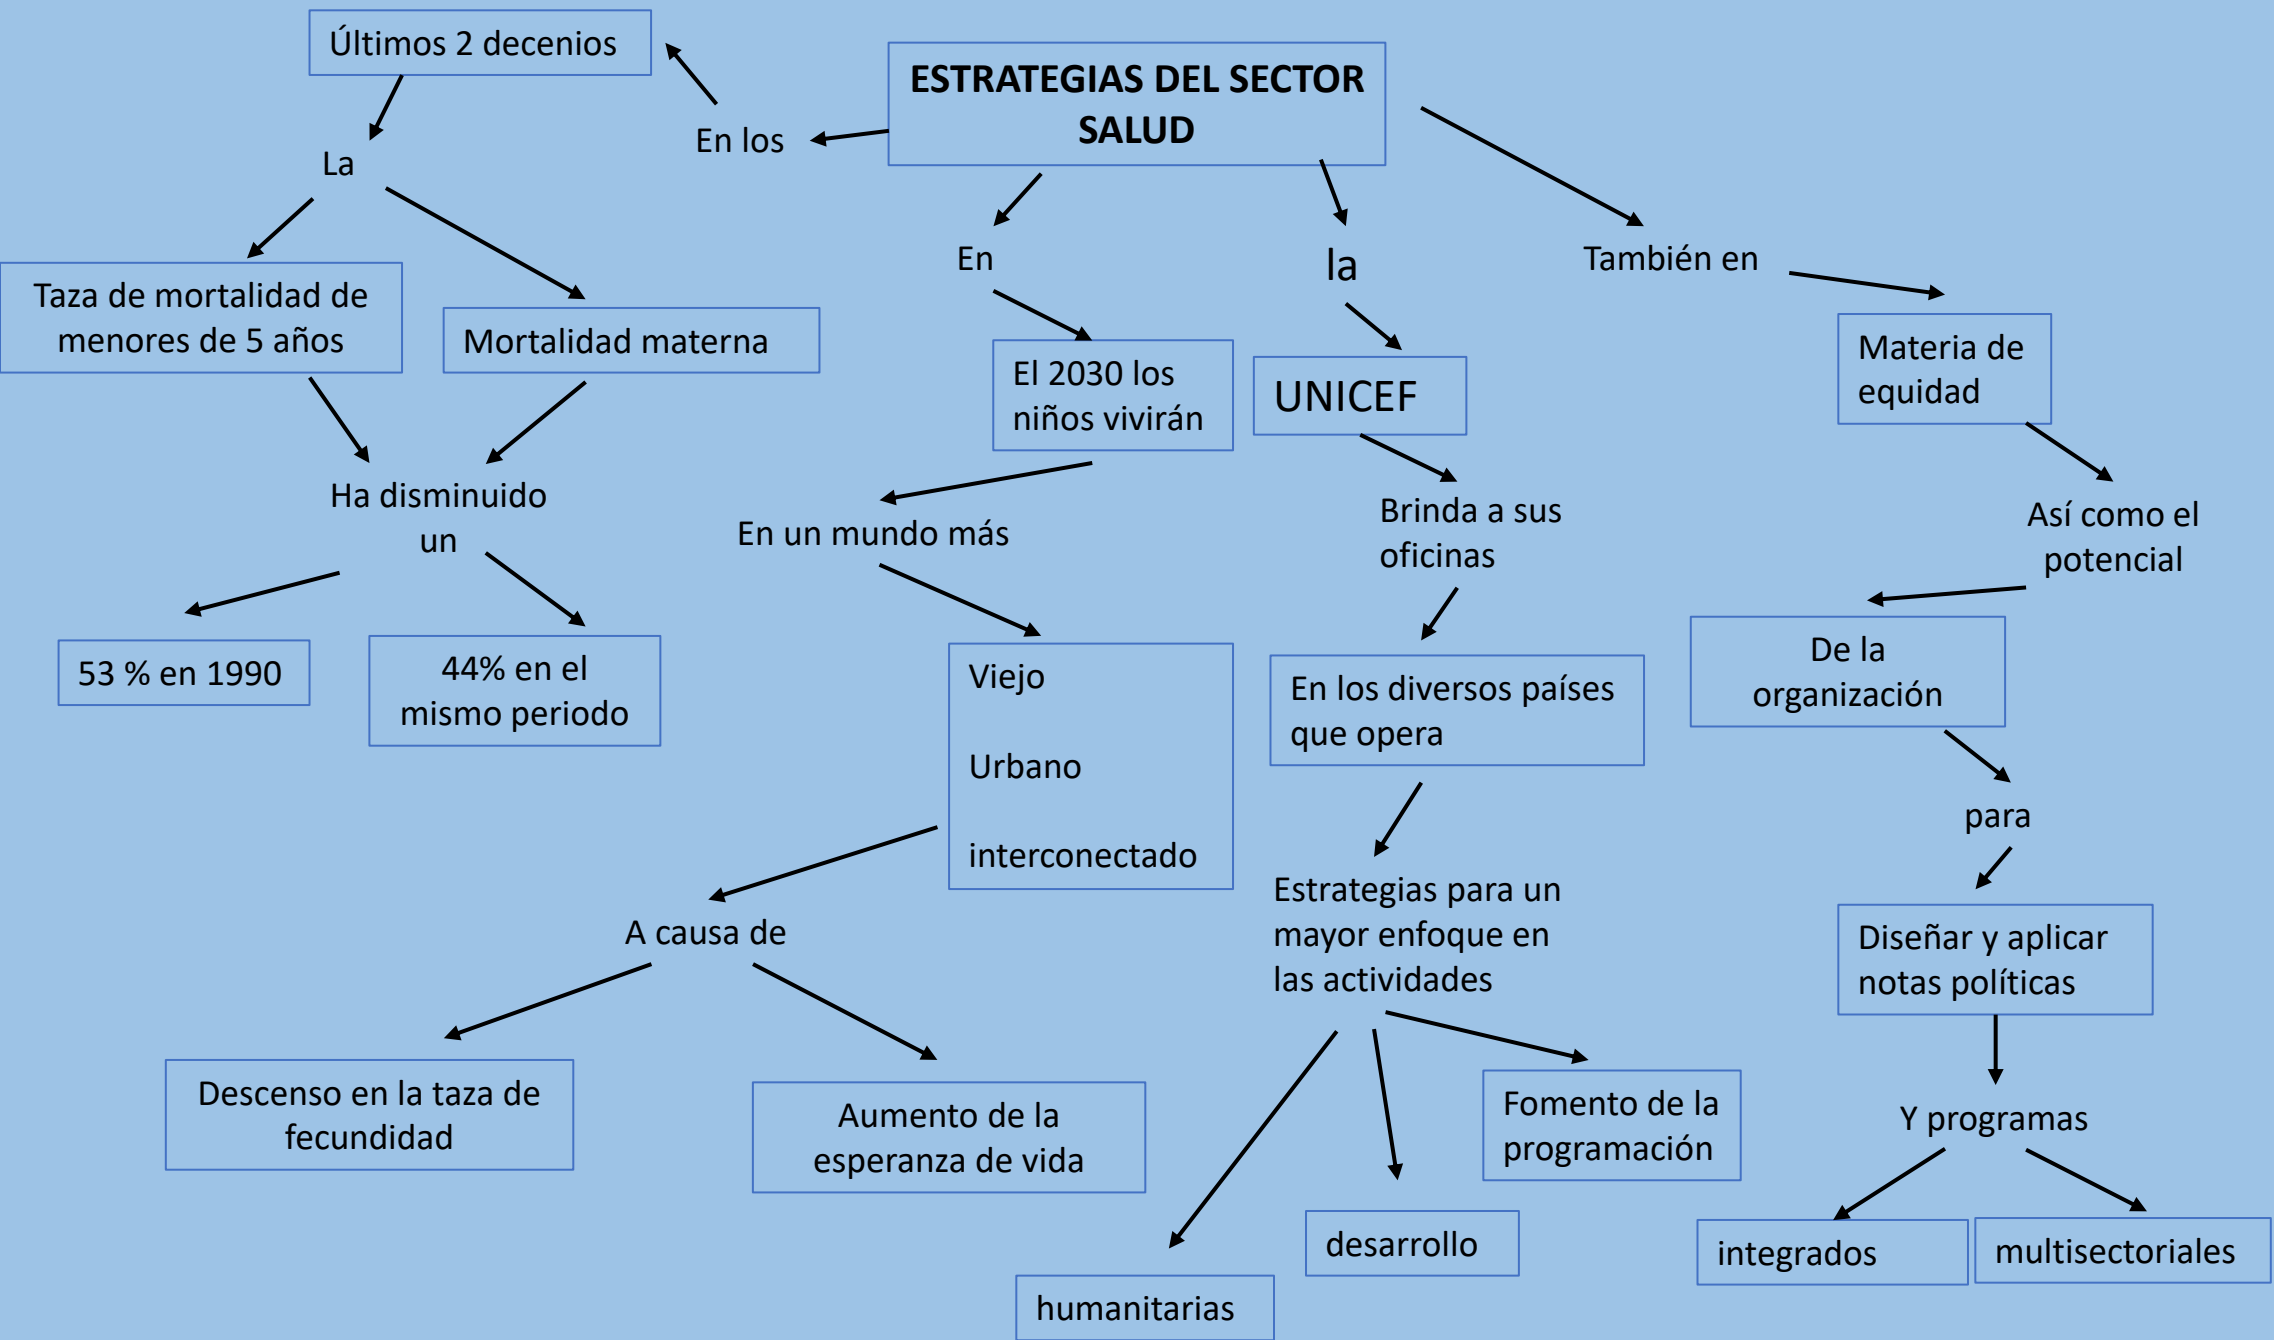 Últimos 2 decenios
ESTRATEGIAS DEL SECTOR
SALUD
En los
La
En
la
También en
Taza de mortalidad de
menores de 5 años
Mortalidad materna
El 2030 los
niños vivirán
UNICEF
Materia de
equidad
Ha disminuido
un
En un mundo más
Brinda a sus
oficinas
Así como el
potencial
53 % en 1990
44% en el
mismo periodo
Viejo
Urbano
interconectado
En los diversos países
que opera
De la
organización
para
A causa de
Estrategias para un
mayor enfoque en
las actividades
Diseñar y aplicar
notas políticas
Descenso en la taza de
fecundidad
Aumento de la
esperanza de vida
Fomento de la
programación
Y programas
desarrollo
humanitarias
integrados
multisectoriales